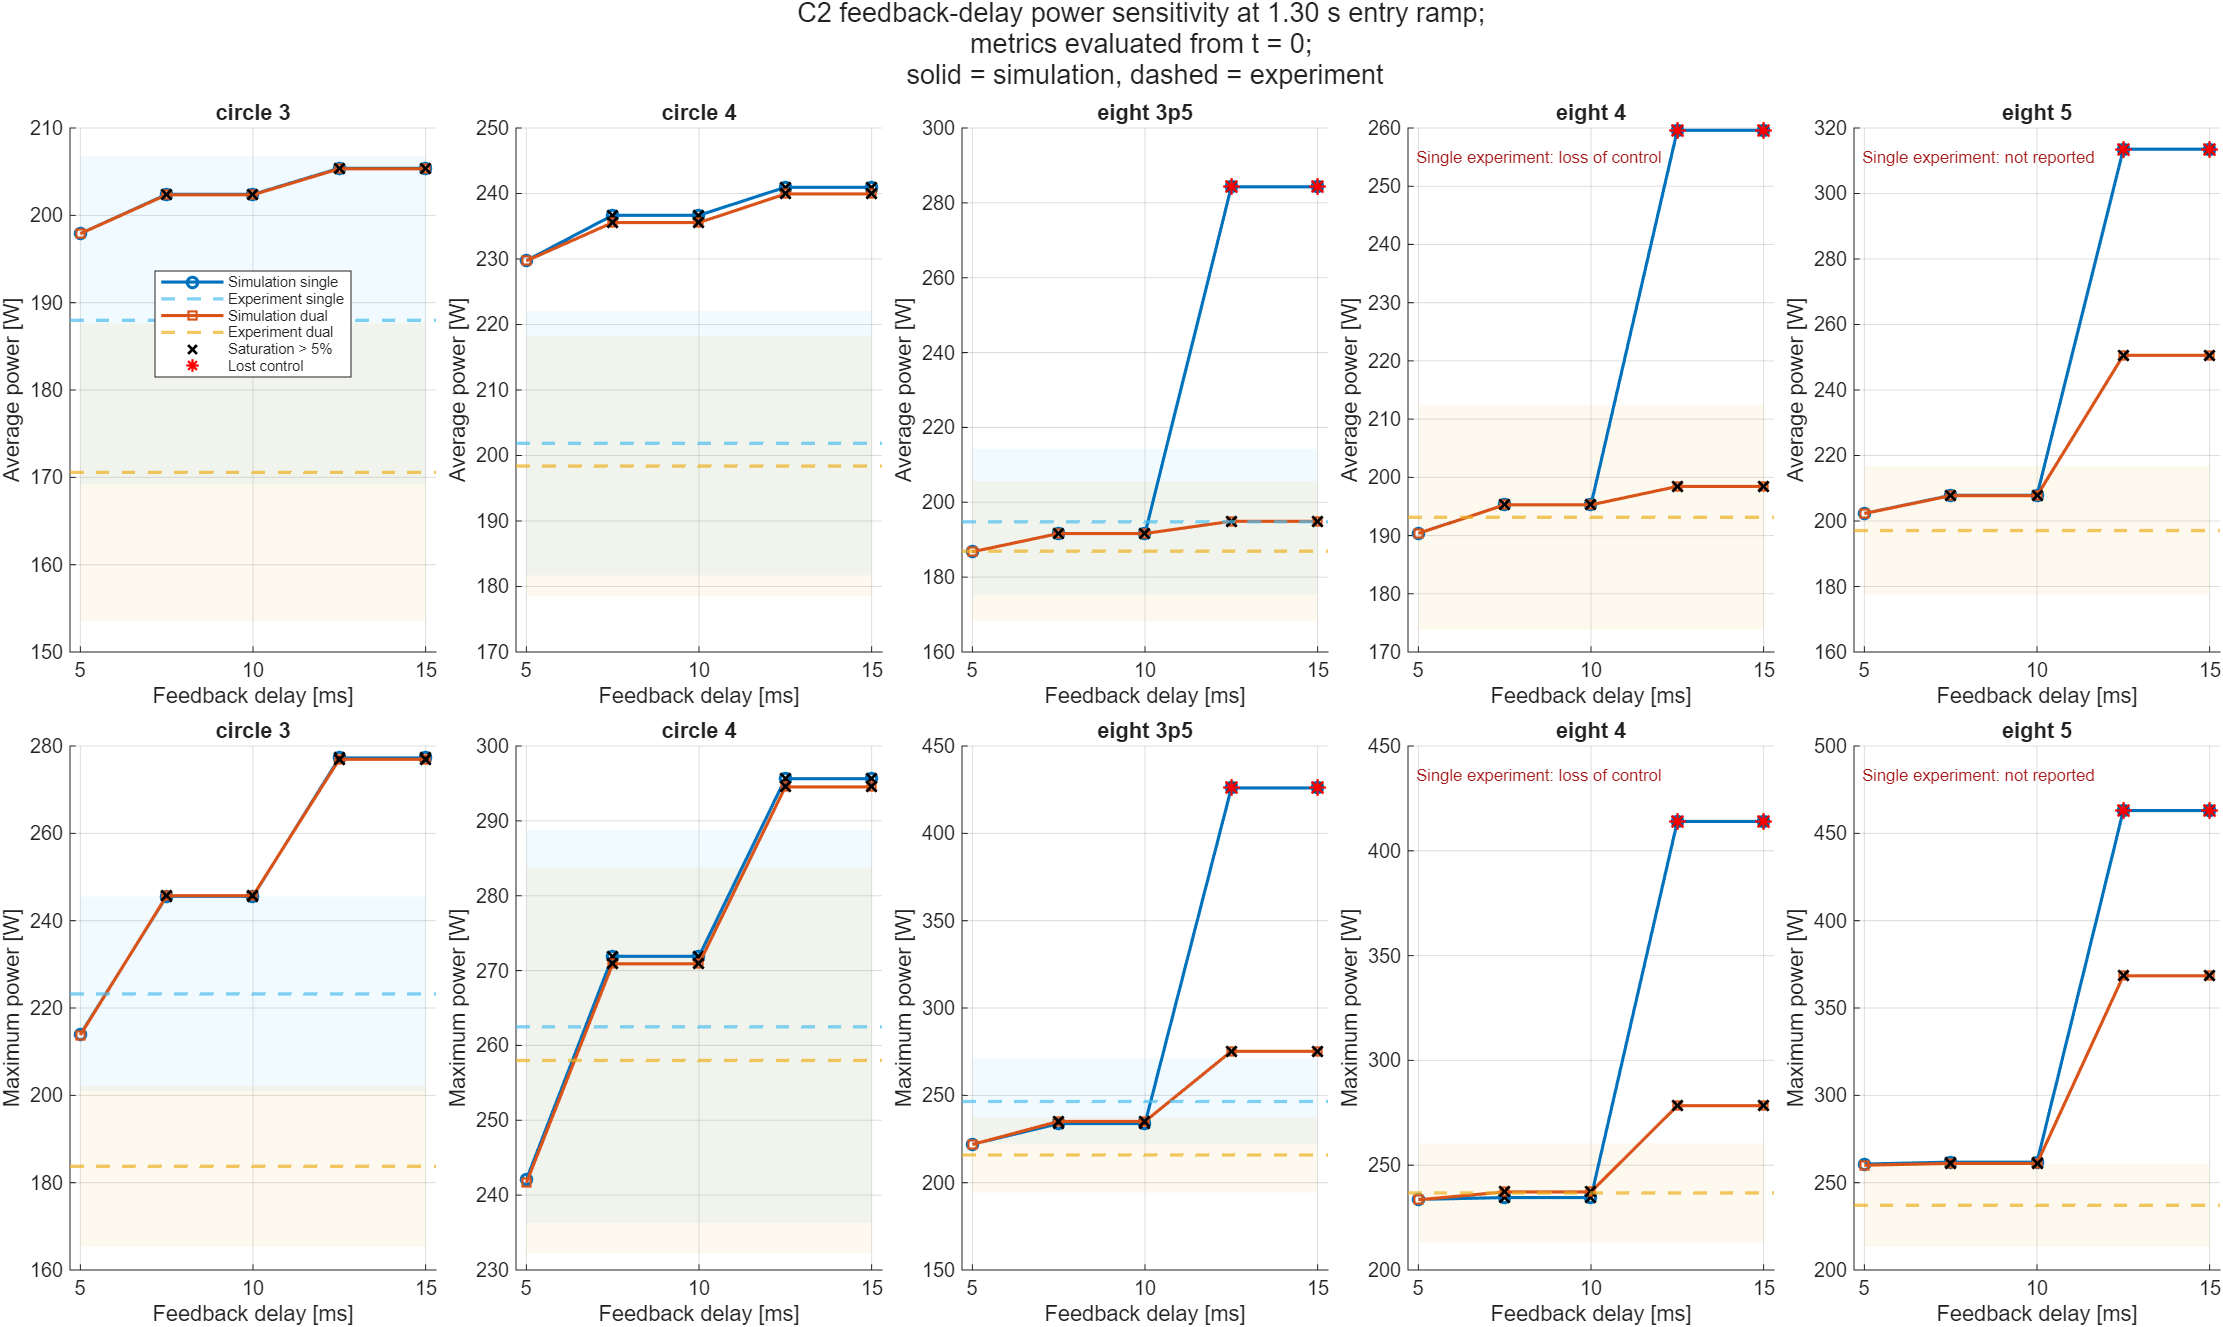 C2 feedback-delay power sensitivity at 1.30 s entry ramp;
metrics evaluated from t = 0;
solid = simulation, dashed = experiment
circle 3
210
200
190
180
170
160
150
5
10
15
Average power [W]
Feedback delay [ms]
Simulation single
Experiment single
Simulation dual
Experiment dual
Saturation > 5%
Lost control
circle 4
250
240
230
220
210
200
190
180
170
5
10
15
Average power [W]
Feedback delay [ms]
eight 3p5
300
280
260
240
220
200
180
160
5
10
15
Average power [W]
Feedback delay [ms]
eight 4
Single experiment: loss of control
260
250
240
230
220
210
200
190
180
170
5
10
15
Average power [W]
Feedback delay [ms]
eight 5
Single experiment: not reported
320
300
280
260
240
220
200
180
160
5
10
15
Average power [W]
Feedback delay [ms]
circle 3
280
260
240
220
200
180
160
5
10
15
Maximum power [W]
Feedback delay [ms]
circle 4
300
290
280
270
260
250
240
230
5
10
15
Maximum power [W]
Feedback delay [ms]
eight 3p5
450
400
350
300
250
200
150
5
10
15
Maximum power [W]
Feedback delay [ms]
eight 4
Single experiment: loss of control
450
400
350
300
250
200
5
10
15
Maximum power [W]
Feedback delay [ms]
eight 5
Single experiment: not reported
500
450
400
350
300
250
200
5
10
15
Maximum power [W]
Feedback delay [ms]